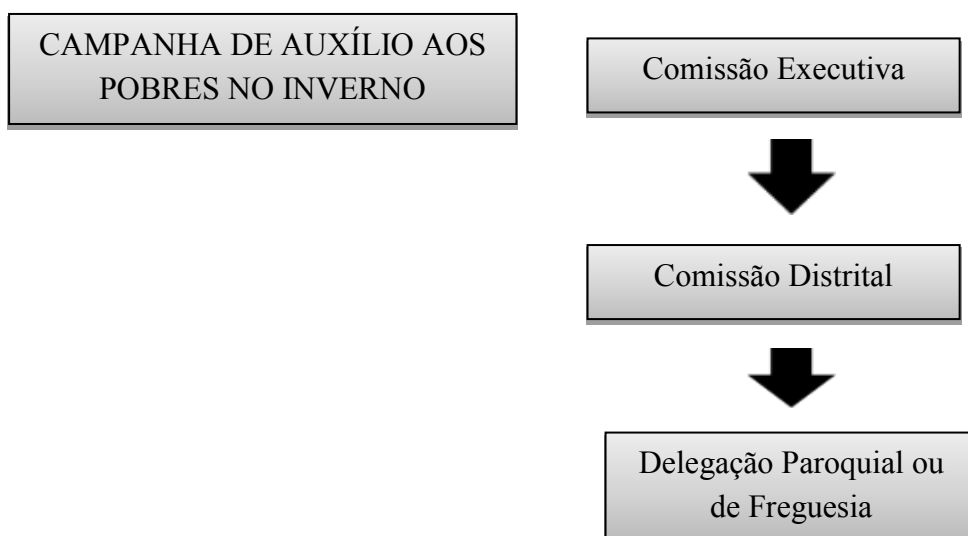 CAMPANHA DE AUXÍLIO AOS
POBRES NO INVERNO
Comissão Executiva
Comissão Distrital
Delegação Paroquial ou
de Freguesia